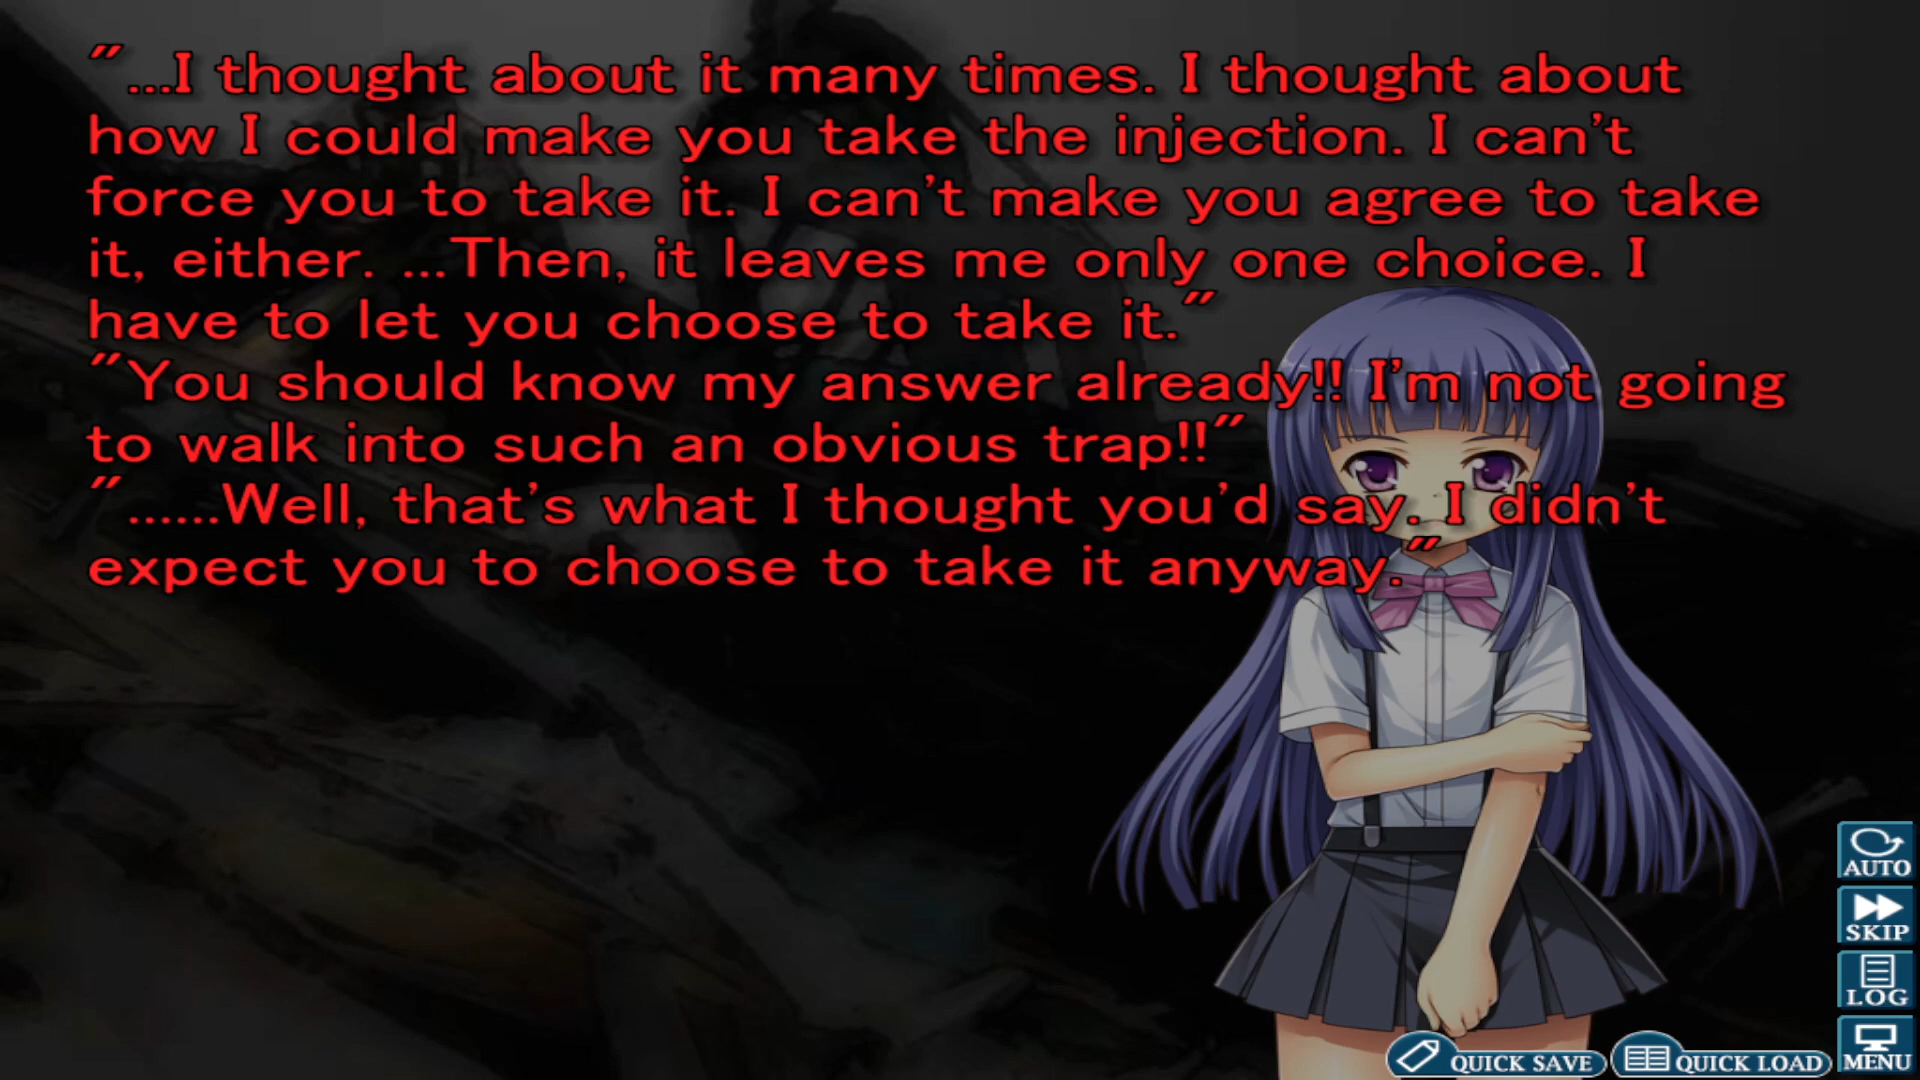 "...I thought about it many times. I thought about
how I could make you take the injection. I can't
force you to take it. I can't make you agree to take
it, either. ...Then, it leaves me only one choice. I
have to let you choose to take it."
"You should know my answer already!! I'm not going
to walk into such an obvious trap!!"
"......Well, that's what I thought you'd say. I didn't
expect you to choose to take it anyway."
AUTO
SKIP
LOG
MENU
QUICK SAVE
QUICK LOAD